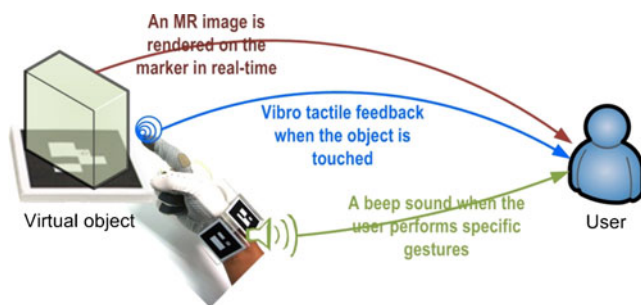 An MR image is
rendered on the
marker in real-time
Vibro tactile feedback
when the object is
touched
Virtual object
A beep sound when the
user performs specific
gestures
User